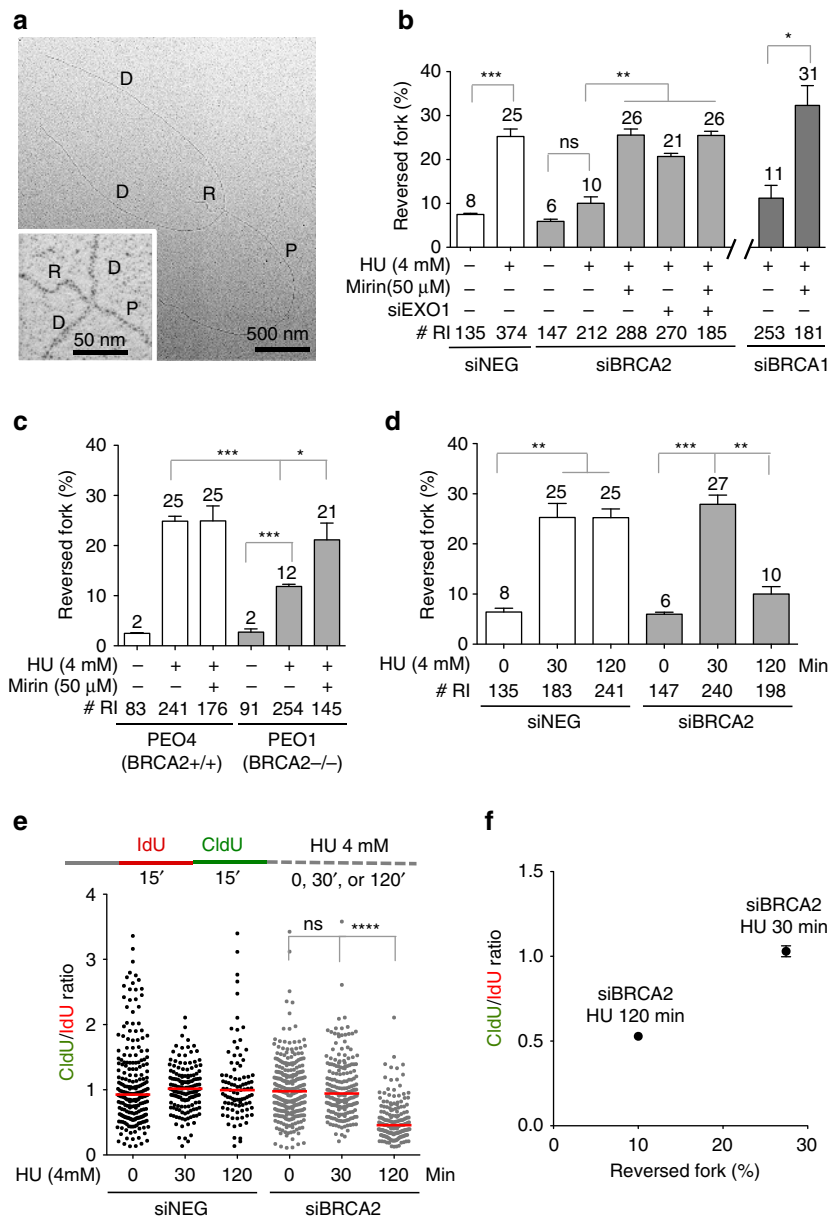 a
D
D
R
P
R
D
D
P
50 nm
500 nm
b
Reversed fork (%)
40
30
20
10
0
***
ns
**
*
8
25
6
10
26
21
26
11
31
HU (4 mM) – + – + + + + + +
Mirin(50 μM) – – – – + – + – +
siEXO1 – – – – – + + – –
# RI 135 374 147 212 288 270 185 253 181
siNEG siBRCA2 siBRCA1
c
Reversed fork (%)
40
30
20
10
0
*** *
***
2
25
25
2
12
21
HU (4 mM) – + + – + +
Mirin (50 μM) – – + – – +
# RI 83 241 176 91 254 145
PEO4 PEO1
(BRCA2+/+) (BRCA2–/–)
d
Reversed fork (%)
40
30
20
10
0
** *** **
8
25
25
6
27
10
HU (4 mM) 0 30 120 0 30 120 Min
# RI 135 183 241 147 240 198
siNEG siBRCA2
e
IdU CldU HU 4 mM
15′ 15′ 0, 30′, or 120′
CldU/IdU ratio
4
3
2
1
0
ns ****
HU (4mM) 0 30 120 0 30 120 Min
siNEG siBRCA2
f
CldU/IdU ratio
1.5
1.0
0.5
0.0
siBRCA2
HU 30 min
siBRCA2
HU 120 min
0 10 20 30
Reversed fork (%)